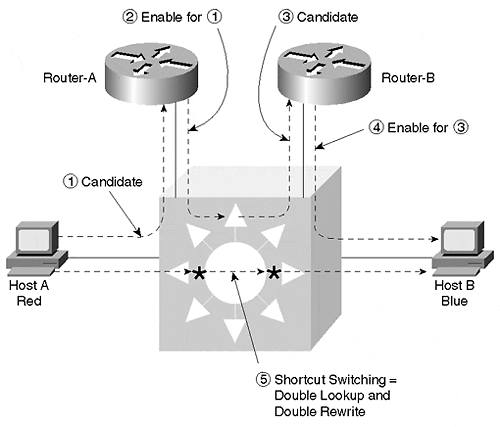 ② Enable for ①
③ Candidate
Router-A
Router-B
④ Enable for ③
① Candidate
* *
Host A
Red
Host B
Blue
⑤ Shortcut Switching =
Double Lookup and
Double Rewrite